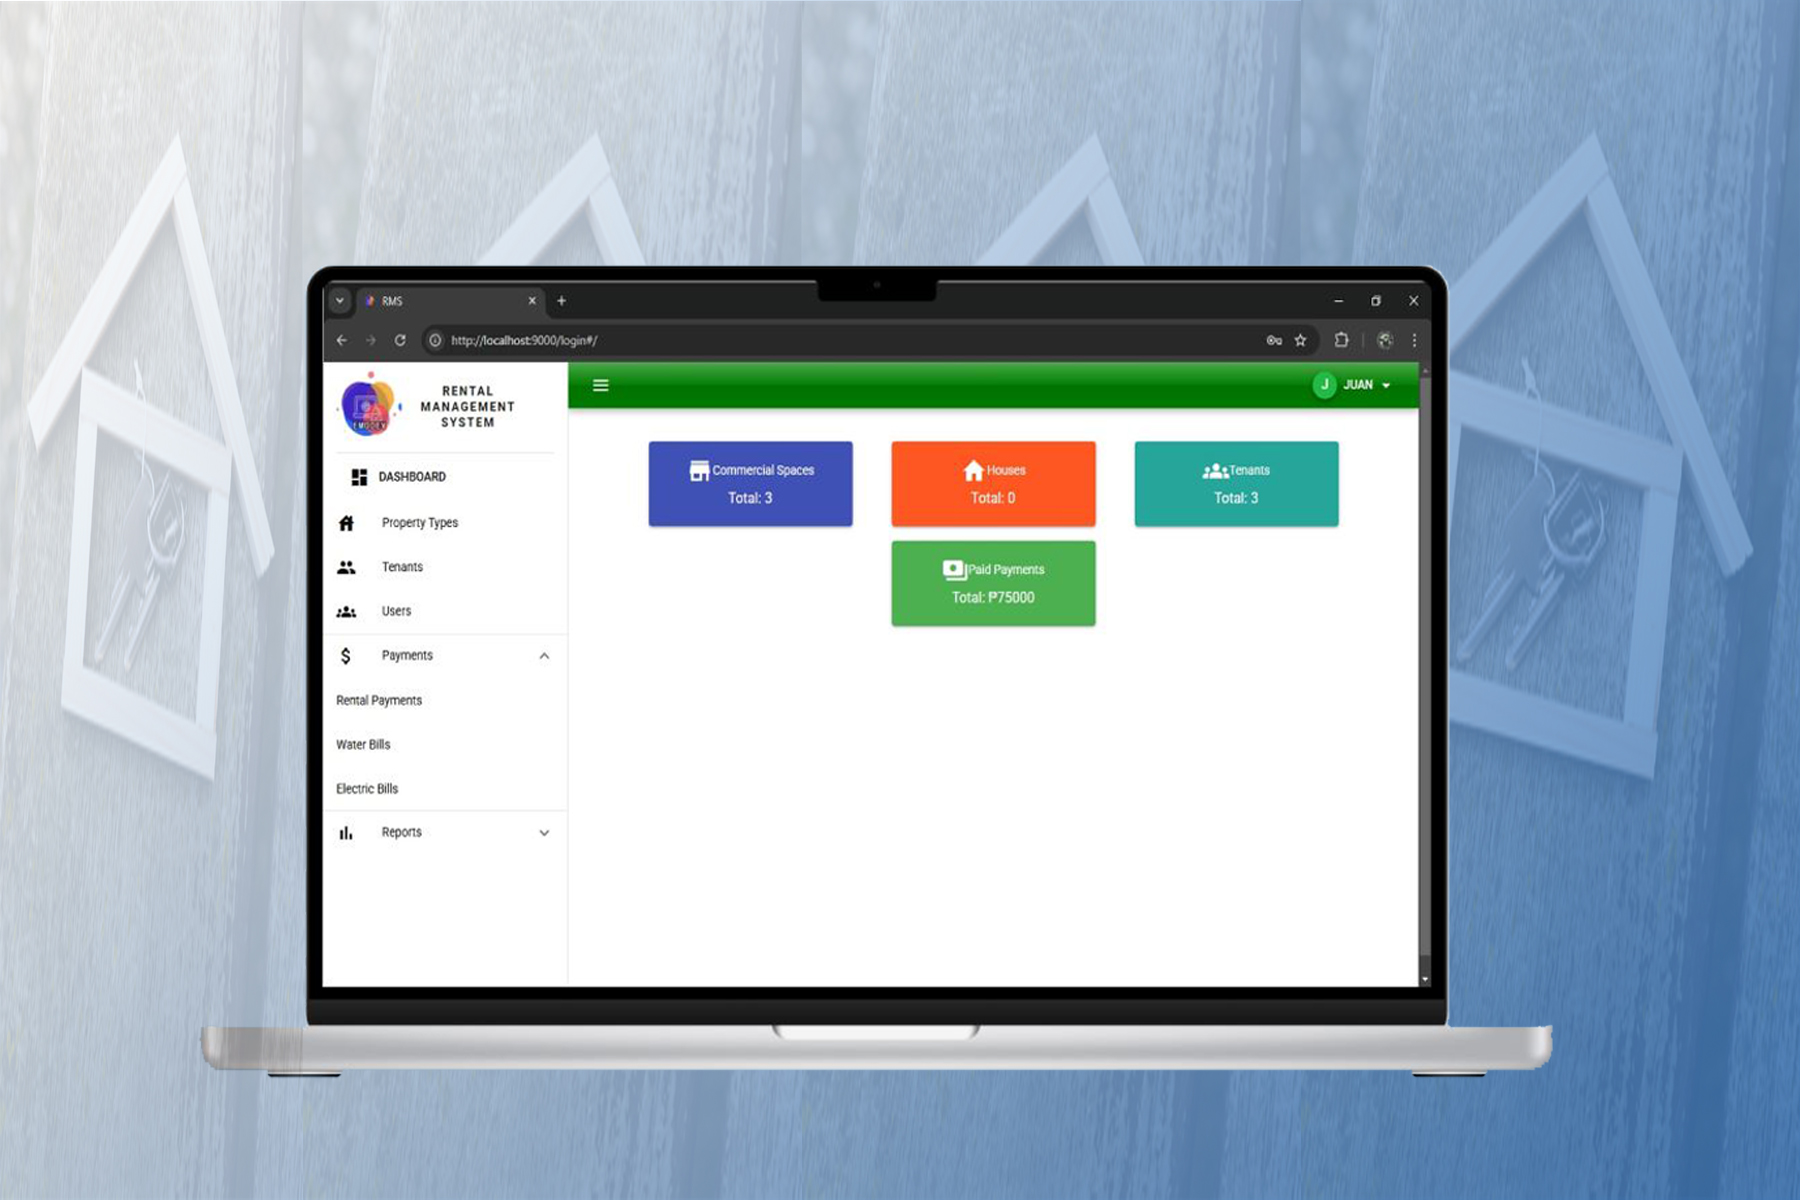 RMS
http://localhost:9000/login#/
EMODEV
RENTAL
MANAGEMENT
SYSTEM
J JUAN
DASHBOARD
Property Types
Tenants
Users
Payments
Rental Payments
Water Bills
Electric Bills
Reports
Commercial Spaces
Total: 3
Houses
Total: 0
Tenants
Total: 3
Paid Payments
Total: ₱75000